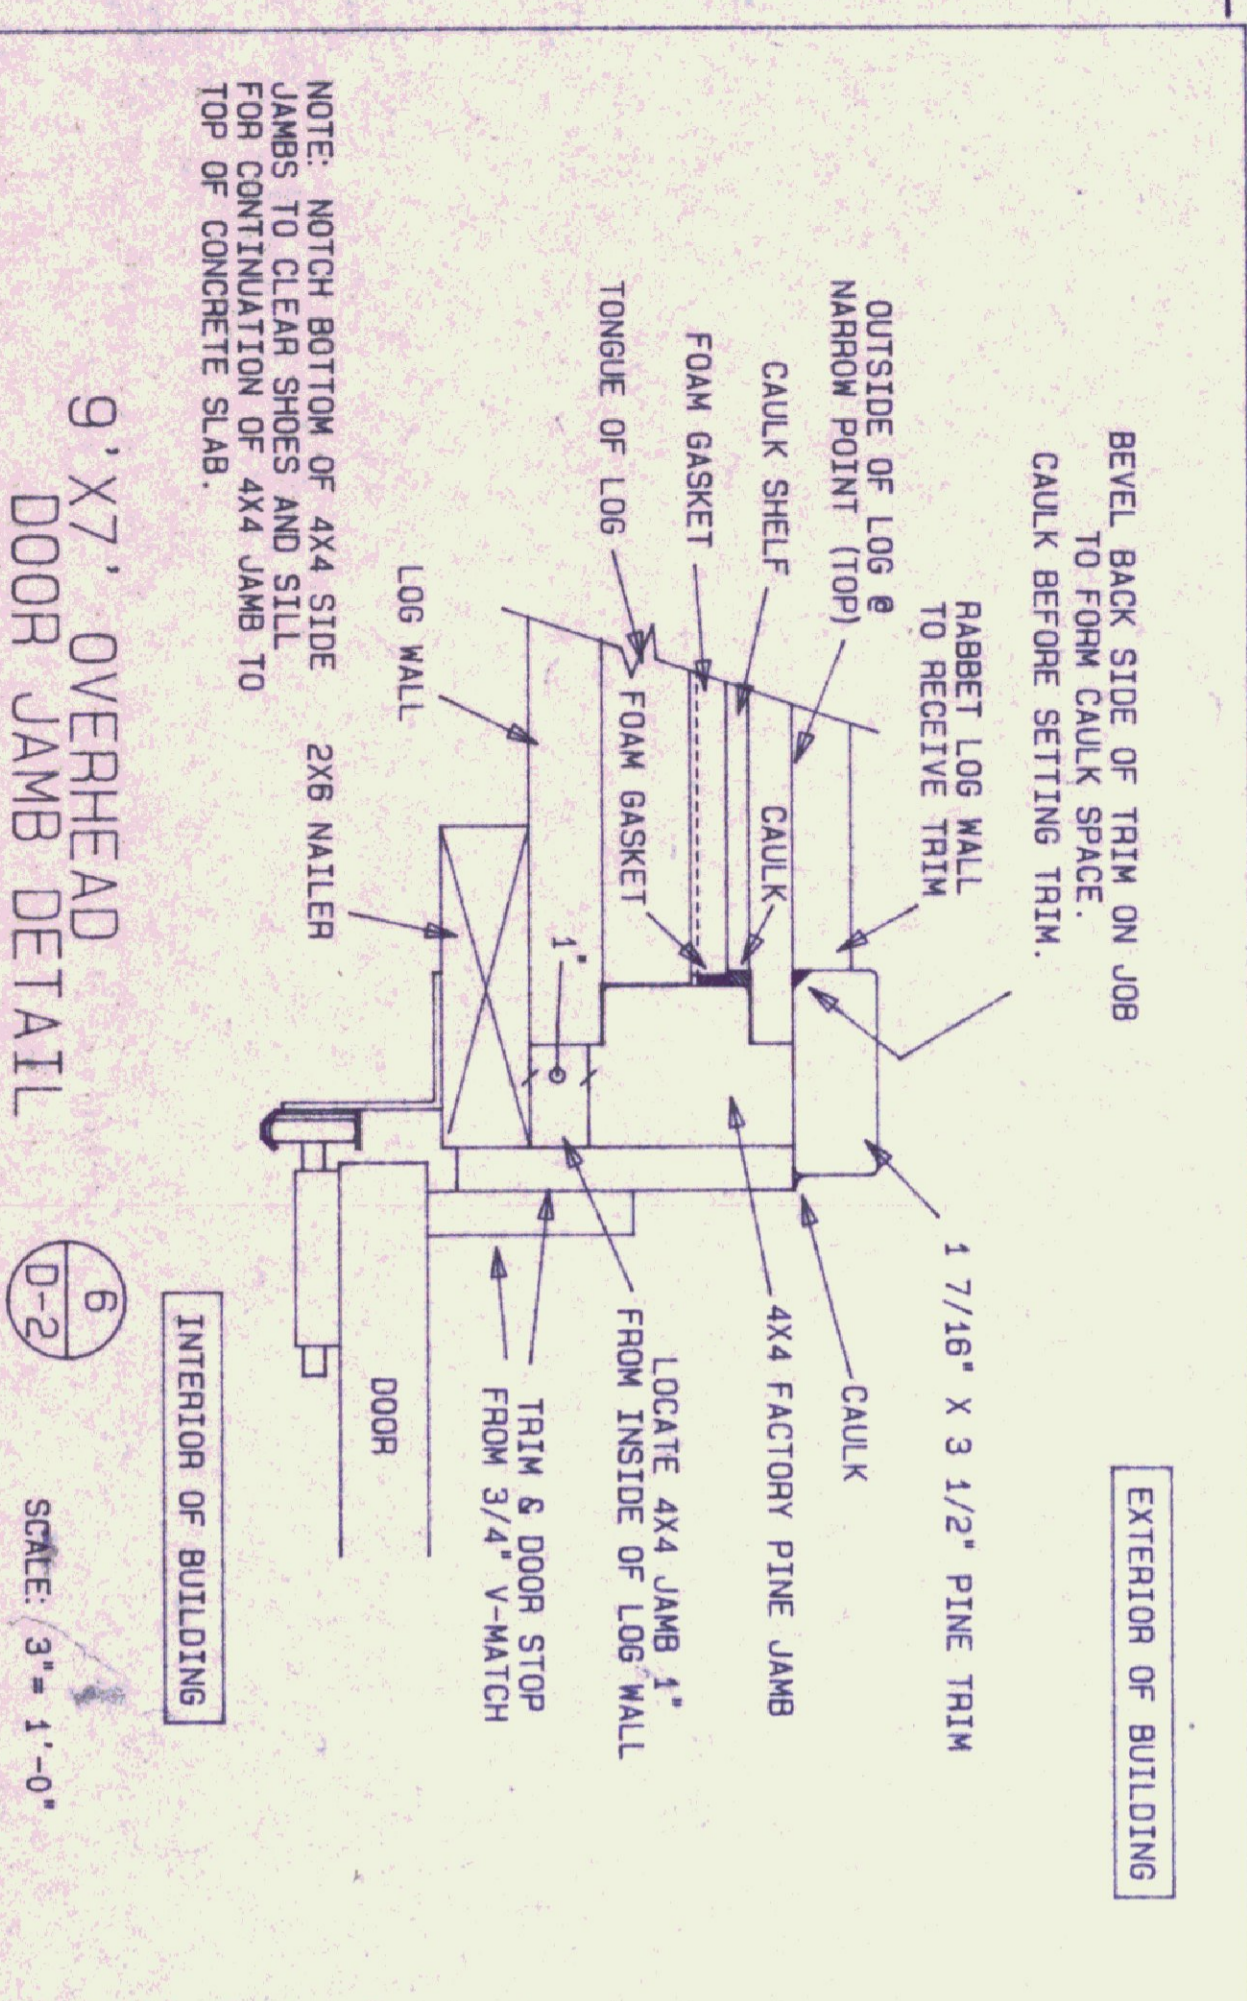 BEVEL BACK SIDE OF TRIM ON JOB
TO FORM CAULK SPACE.
CAULK BEFORE SETTING TRIM.
EXTERIOR OF BUILDING
RABBET LOG WALL
TO RECEIVE TRIM
1 7/16" X 3 1/2" PINE TRIM
OUTSIDE OF LOG @
NARROW POINT (TOP)
CAULK
CAULK SHELF
CAULK
4X4 FACTORY PINE JAMB
FOAM GASKET
FOAM GASKET
LOCATE 4X4 JAMB 1"
FROM INSIDE OF LOG WALL
TONGUE OF LOG
1"
TRIM & DOOR STOP
FROM 3/4" V-MATCH
LOG WALL
DOOR
2X6 NAILER
NOTE: NOTCH BOTTOM OF 4X4 SIDE
JAMBS TO CLEAR SHOES AND SILL
FOR CONTINUATION OF 4X4 JAMB TO
TOP OF CONCRETE SLAB.
INTERIOR OF BUILDING
9'X7' OVERHEAD
DOOR JAMB DETAIL
6
D-2
SCALE: 3"= 1'-0"